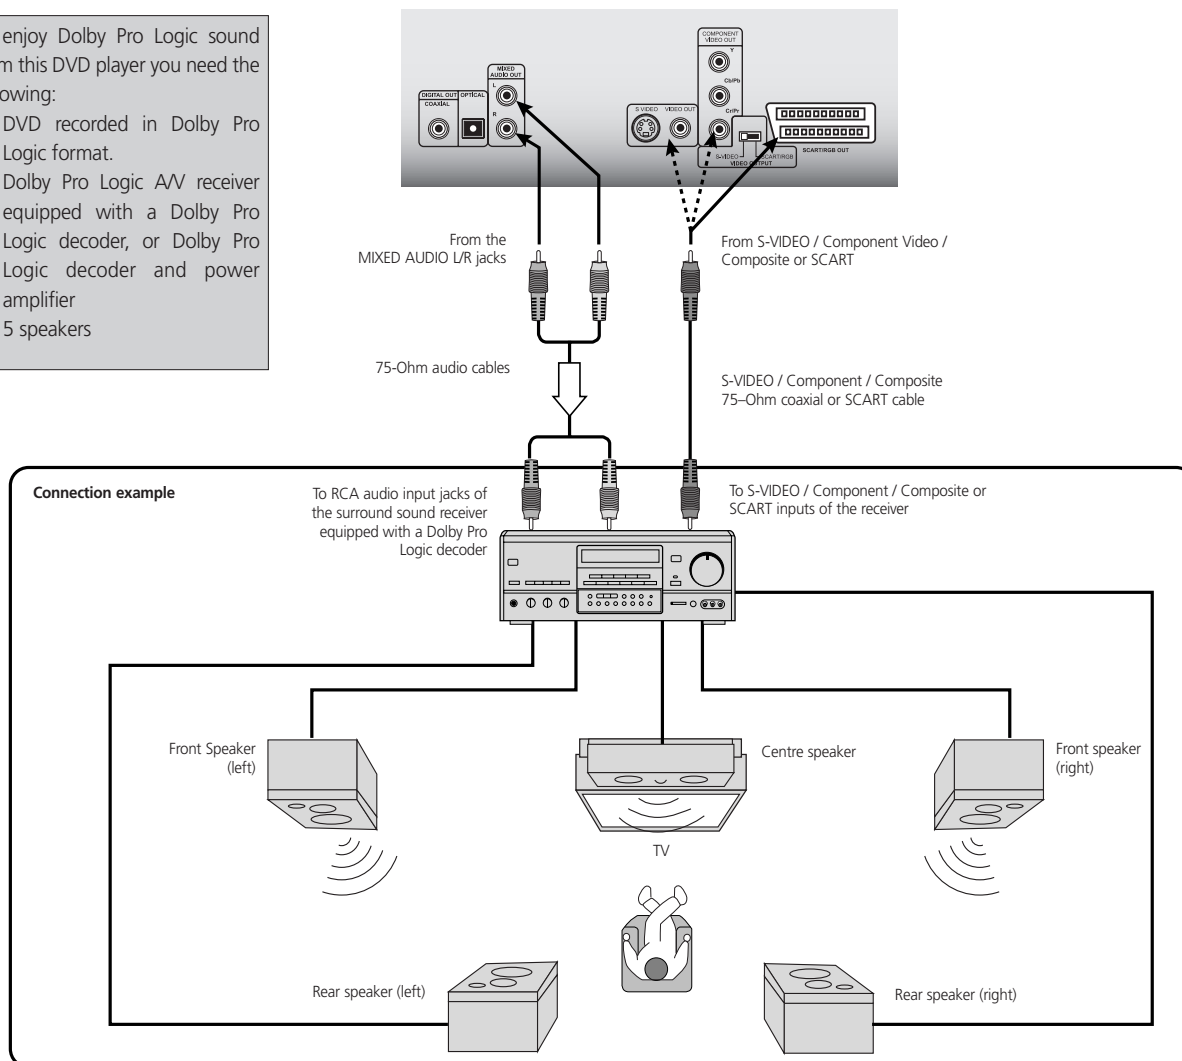 enjoy Dolby Pro Logic sound
this DVD player you need the
DVD recorded in Dolby Pro
Logic format.
Dolby Pro Logic A/V receiver
equipped with a Dolby Pro
Logic decoder, or Dolby Pro
Logic decoder and power
amplifier
5 speakers
MIXED
AUDIO OUT
L
R
DIGITAL OUT
COAXIAL
OPTICAL
COMPONENT
VIDEO OUT
Y
Cb/Pb
Cr/Pr
S VIDEO
VIDEO OUT
S-VIDEO
SCART/RGB
VIDEO OUTPUT
SCART/RGB OUT
From the
MIXED AUDIO L/R jacks
From S-VIDEO / Component Video /
Composite or SCART
75-Ohm audio cables
S-VIDEO / Component / Composite
75–Ohm coaxial or SCART cable
Connection example
To RCA audio input jacks of
the surround sound receiver
equipped with a Dolby Pro
Logic decoder
To S-VIDEO / Component / Composite or
SCART inputs of the receiver
Front Speaker
(left)
Centre speaker
Front speaker
(right)
TV
Rear speaker (left)
Rear speaker (right)